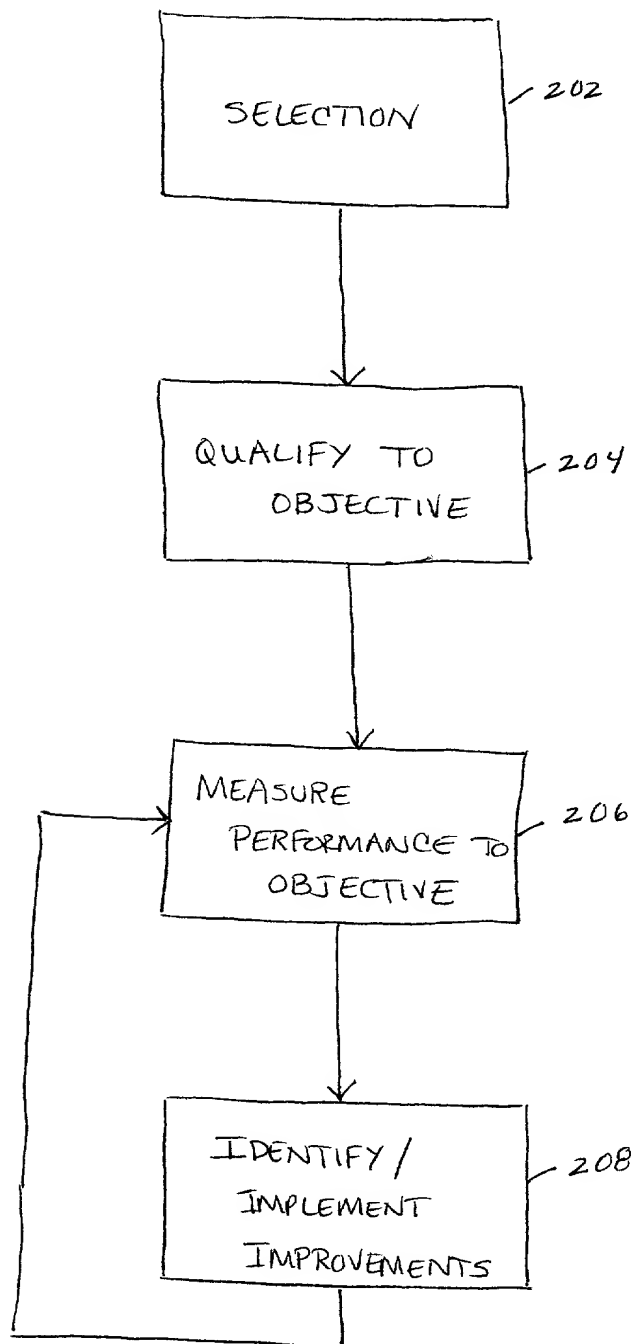 SELECTION
202
QUALIFY TO
OBJECTIVE
204
MEASURE
PERFORMANCE TO
OBJECTIVE
206
IDENTIFY/
IMPLEMENT
IMPROVEMENTS
208